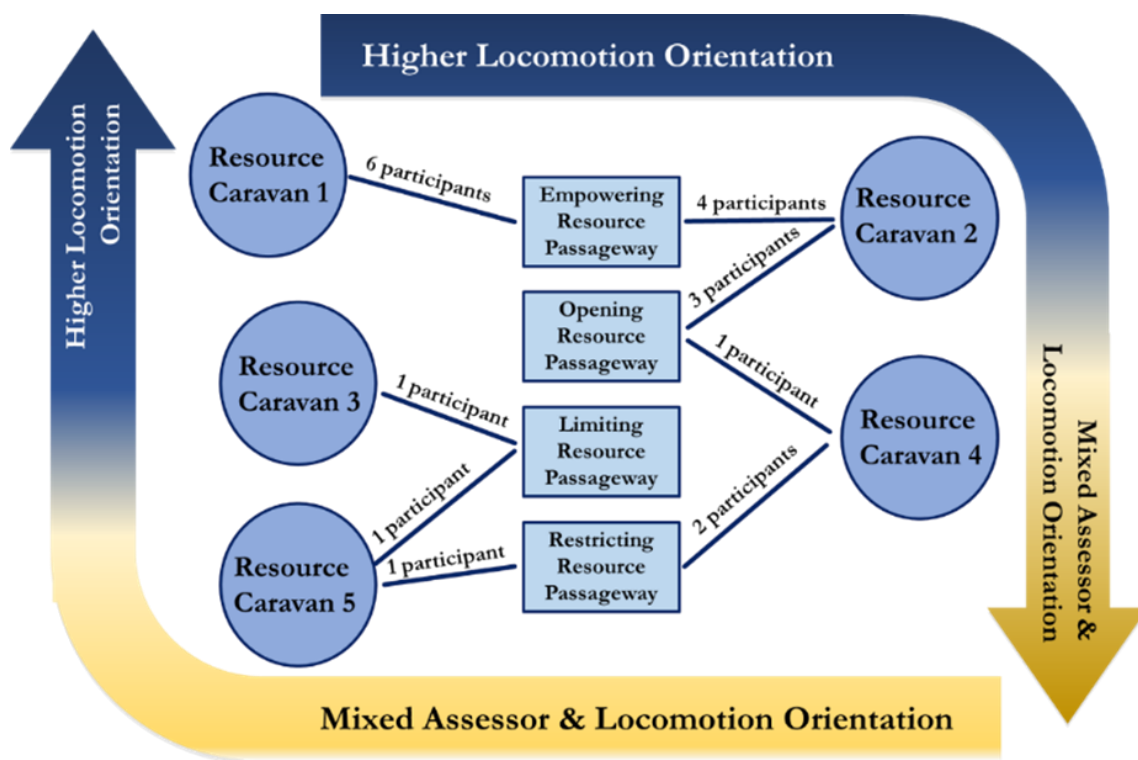 Higher Locomotion Orientation
Higher Locomotion
Orientation
Resource
Caravan 1
6 participants
Empowering
Resource
Passageway
4 participants
Resource
Caravan 2
3 participants
Opening
Resource
Passageway
1 participant
Resource
Caravan 3
1 participant
Limiting
Resource
Passageway
Resource
Caravan 4
1 participant
2 participants
Resource
Caravan 5
1 participant
Restricting
Resource
Passageway
Mixed Assessor &
Locomotion Orientation
Mixed Assessor & Locomotion Orientation